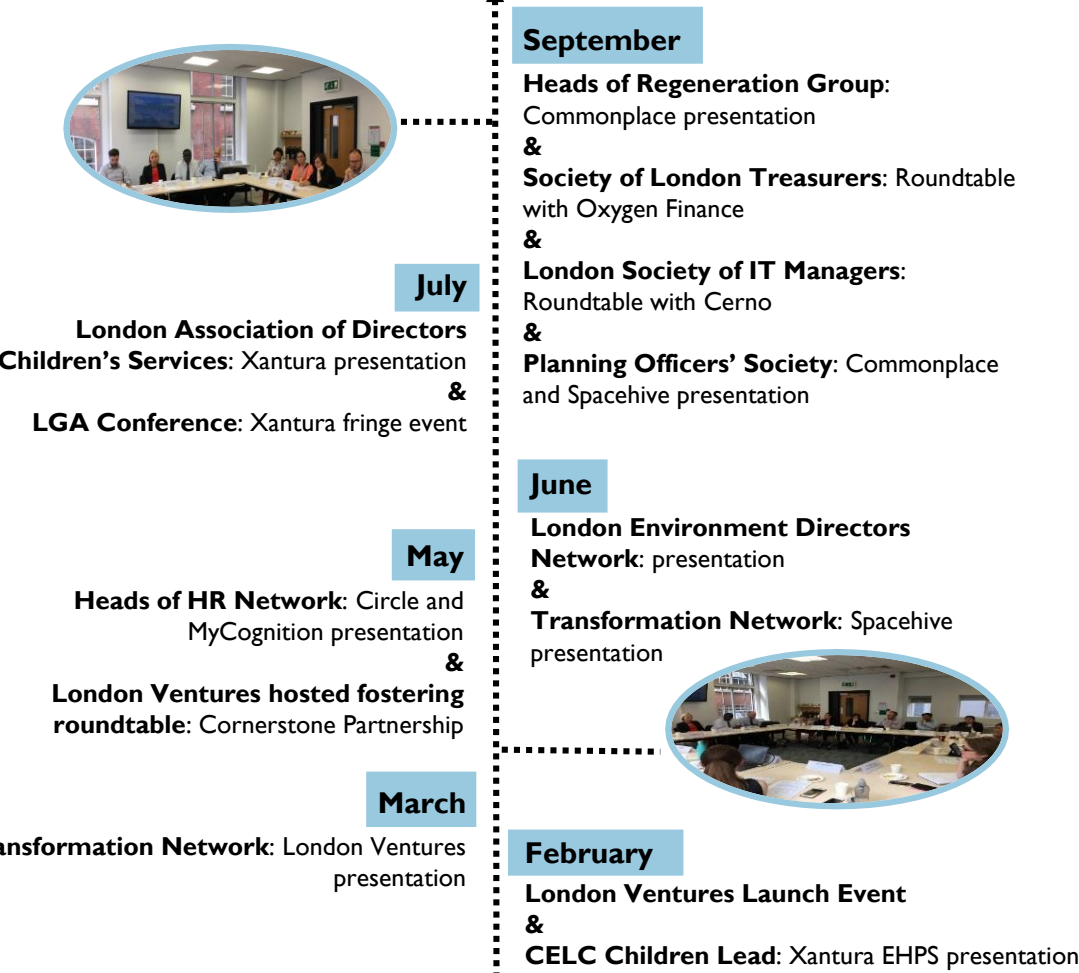 September
Heads of Regeneration Group:
Commonplace presentation
&
Society of London Treasurers: Roundtable
with Oxygen Finance
&
London Society of IT Managers:
Roundtable with Cerno
&
Planning Officers’ Society: Commonplace
and Spacehive presentation
July
London Association of Directors
Children’s Services: Xantura presentation
&
LGA Conference: Xantura fringe event
June
London Environment Directors
Network: presentation
&
Transformation Network: Spacehive
presentation
May
Heads of HR Network: Circle and
MyCognition presentation
&
London Ventures hosted fostering
roundtable: Cornerstone Partnership
March
ansformation Network: London Ventures
presentation
February
London Ventures Launch Event
&
CELC Children Lead: Xantura EHPS presentation